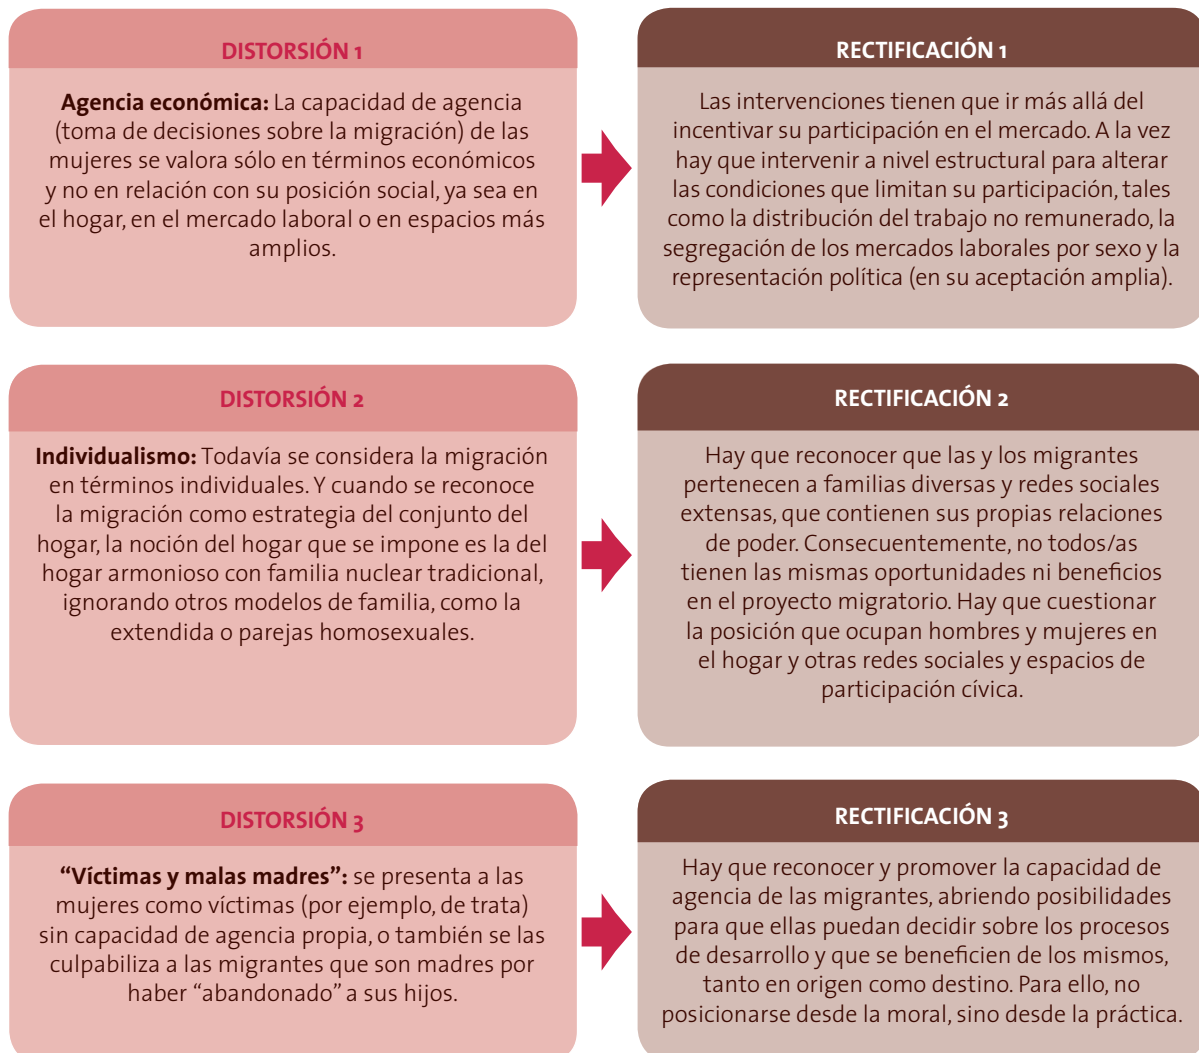 DISTORSIÓN 1
Agencia económica: La capacidad de agencia
(toma de decisiones sobre la migración) de las
mujeres se valora sólo en términos económicos
y no en relación con su posición social, ya sea en
el hogar, en el mercado laboral o en espacios más
amplios.
RECTIFICACIÓN 1
Las intervenciones tienen que ir más allá del
incentivar su participación en el mercado. A la vez
hay que intervenir a nivel estructural para alterar
las condiciones que limitan su participación, tales
como la distribución del trabajo no remunerado, la
segregación de los mercados laborales por sexo y la
representación política (en su aceptación amplia).
DISTORSIÓN 2
Individualismo: Todavía se considera la migración
en términos individuales. Y cuando se reconoce
la migración como estrategia del conjunto del
hogar, la noción del hogar que se impone es la del
hogar armonioso con familia nuclear tradicional,
ignorando otros modelos de familia, como la
extendida o parejas homosexuales.
RECTIFICACIÓN 2
Hay que reconocer que las y los migrantes
pertenecen a familias diversas y redes sociales
extensas, que contienen sus propias relaciones
de poder. Consecuentemente, no todos/as
tienen las mismas oportunidades ni beneficios
en el proyecto migratorio. Hay que cuestionar
la posición que ocupan hombres y mujeres en
el hogar y otras redes sociales y espacios de
participación cívica.
DISTORSIÓN 3
“Víctimas y malas madres”: se presenta a las
mujeres como víctimas (por ejemplo, de trata)
sin capacidad de agencia propia, o también se las
culpabiliza a las migrantes que son madres por
haber “abandonado” a sus hijos.
RECTIFICACIÓN 3
Hay que reconocer y promover la capacidad de
agencia de las migrantes, abriendo posibilidades
para que ellas puedan decidir sobre los procesos
de desarrollo y que se beneficien de los mismos,
tanto en origen como destino. Para ello, no
posicionarse desde la moral, sino desde la práctica.